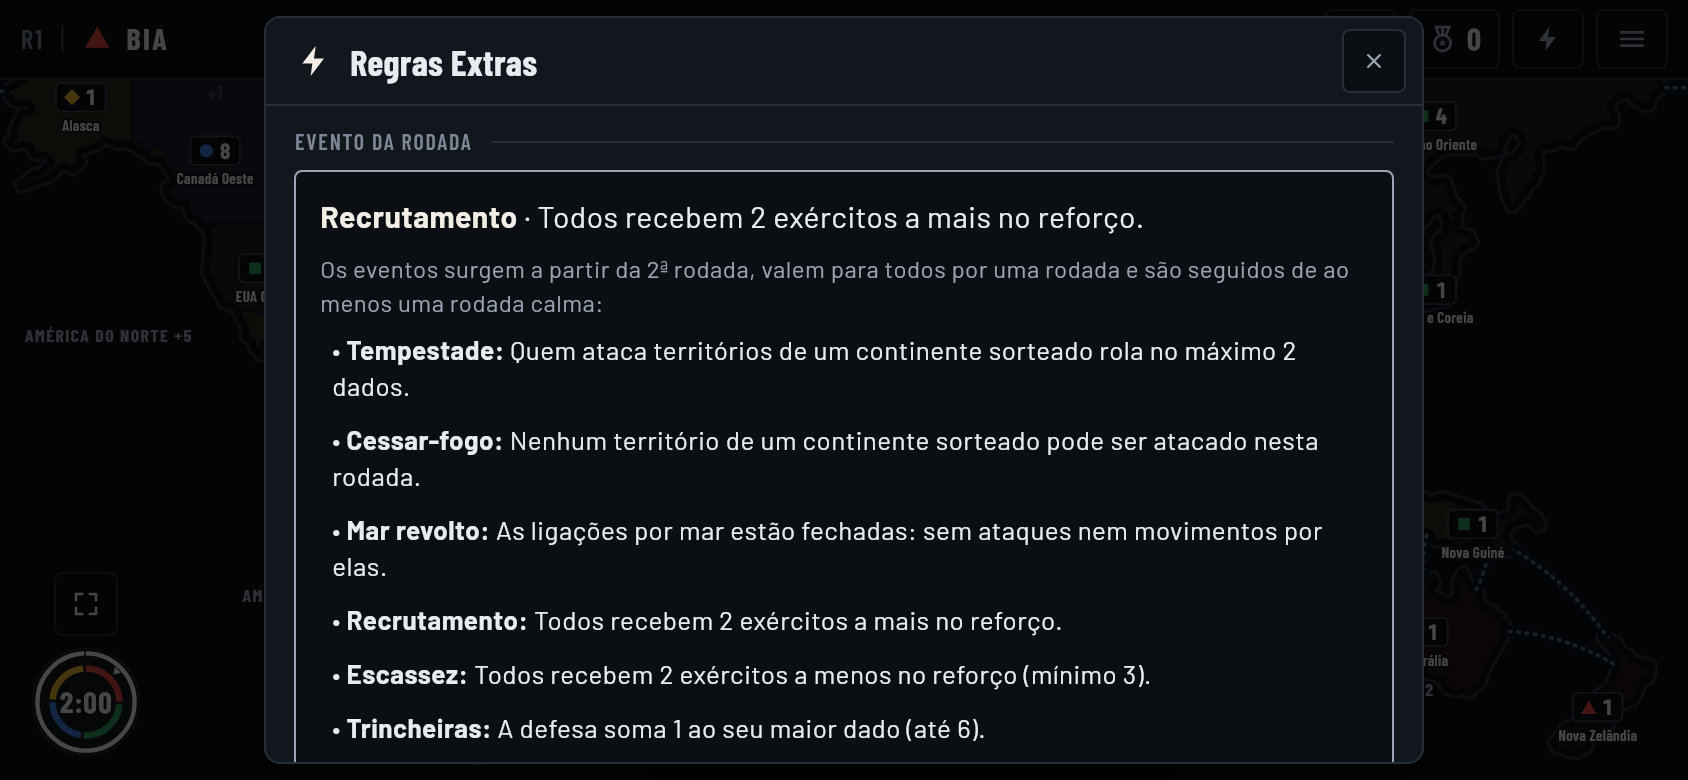 R1 BIA
0
Regras Extras
1
Alasca
+1
8
Canadá Oeste
EUA
AMÉRICA DO NORTE +5
2:00
EVENTO DA RODADA
Recrutamento · Todos recebem 2 exércitos a mais no reforço.
Os eventos surgem a partir da 2ª rodada, valem para todos por uma rodada e são seguidos de ao
menos uma rodada calma:
• Tempestade: Quem ataca territórios de um continente sorteado rola no máximo 2
dados.
• Cessar-fogo: Nenhum território de um continente sorteado pode ser atacado nesta
rodada.
• Mar revolto: As ligações por mar estão fechadas: sem ataques nem movimentos por
elas.
• Recrutamento: Todos recebem 2 exércitos a mais no reforço.
• Escassez: Todos recebem 2 exércitos a menos no reforço (mínimo 3).
• Trincheiras: A defesa soma 1 ao seu maior dado (até 6).
4
Oriente
1
e Coreia
1
Nova Guiné
1
2
1
Nova Zelândia